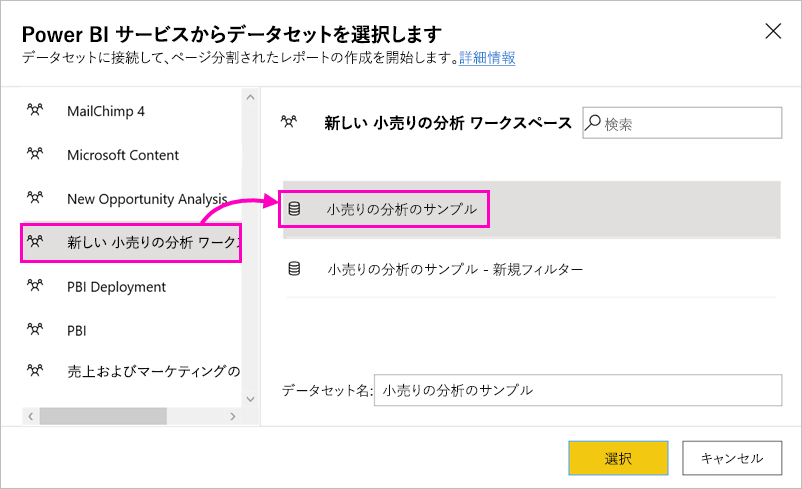 Power BI サービスからデータセットを選択します
データセットに接続して、ページ分割されたレポートの作成を開始します。詳細情報
MailChimp 4
Microsoft Content
New Opportunity Analysis
新しい 小売りの分析 ワーク
PBI Deployment
PBI
売上およびマーケティングの
新しい 小売りの分析 ワークスペース
検索
小売りの分析のサンプル
小売りの分析のサンプル - 新規フィルター
データセット名: 小売りの分析のサンプル
選択
キャンセル